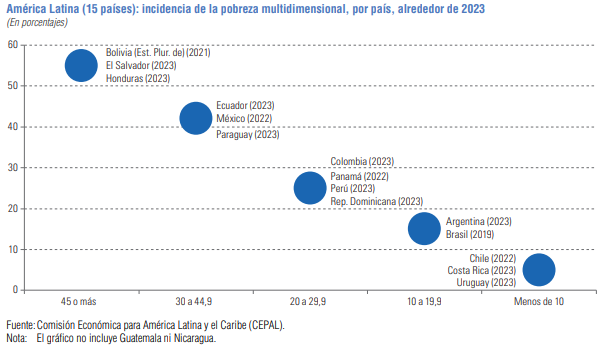 América Latina (15 países): incidencia de la pobreza multidimensional, por país, alrededor de 2023
(En porcentajes)
60
50
40
30
20
10
0
Bolivia (Est. Plur. de) (2021)
El Salvador (2023)
Honduras (2023)
Ecuador (2023)
México (2022)
Paraguay (2023)
Colombia (2023)
Panamá (2022)
Perú (2023)
Rep. Dominicana (2023)
Argentina (2023)
Brasil (2019)
Chile (2022)
Costa Rica (2023)
Uruguay (2023)
45 o más
30 a 44,9
20 a 29,9
10 a 19,9
Menos de 10
Fuente: Comisión Económica para América Latina y el Caribe (CEPAL).
Nota: El gráfico no incluye Guatemala ni Nicaragua.